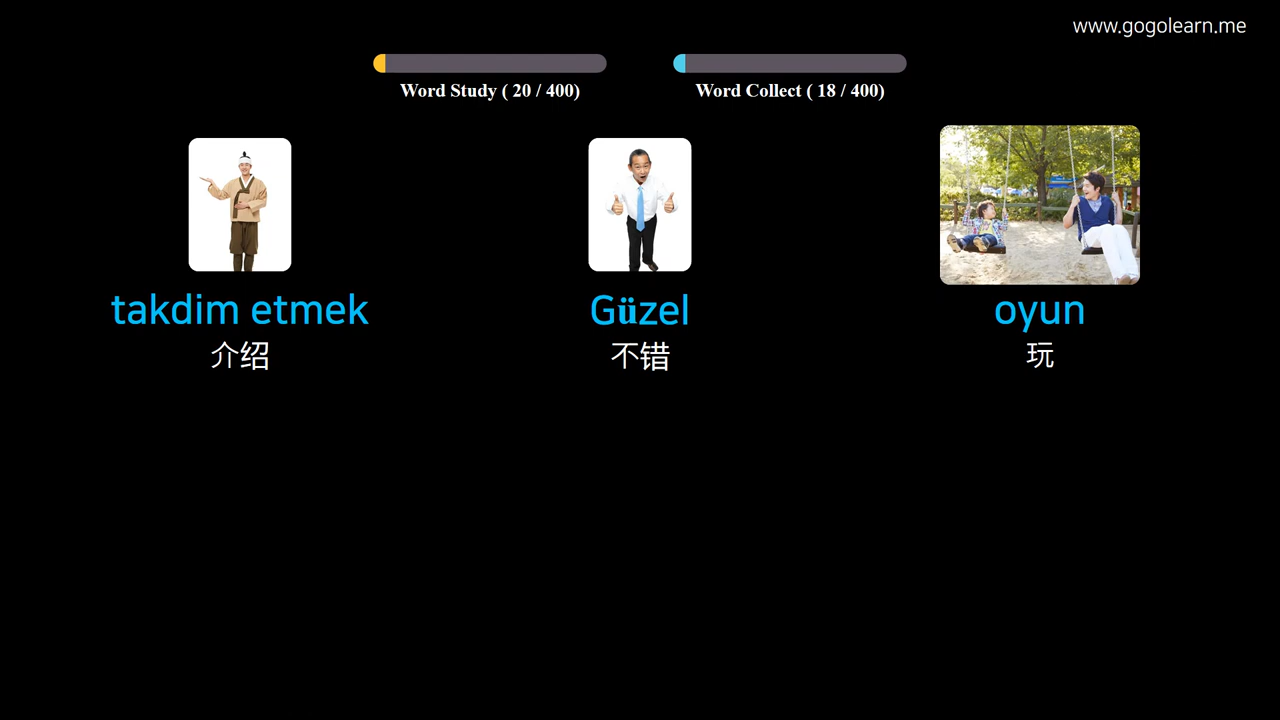 www.gogolearn.me
Word Study ( 20 / 400)
Word Collect ( 18 / 400)
takdim etmek
介绍
Güzel
不错
oyun
玩